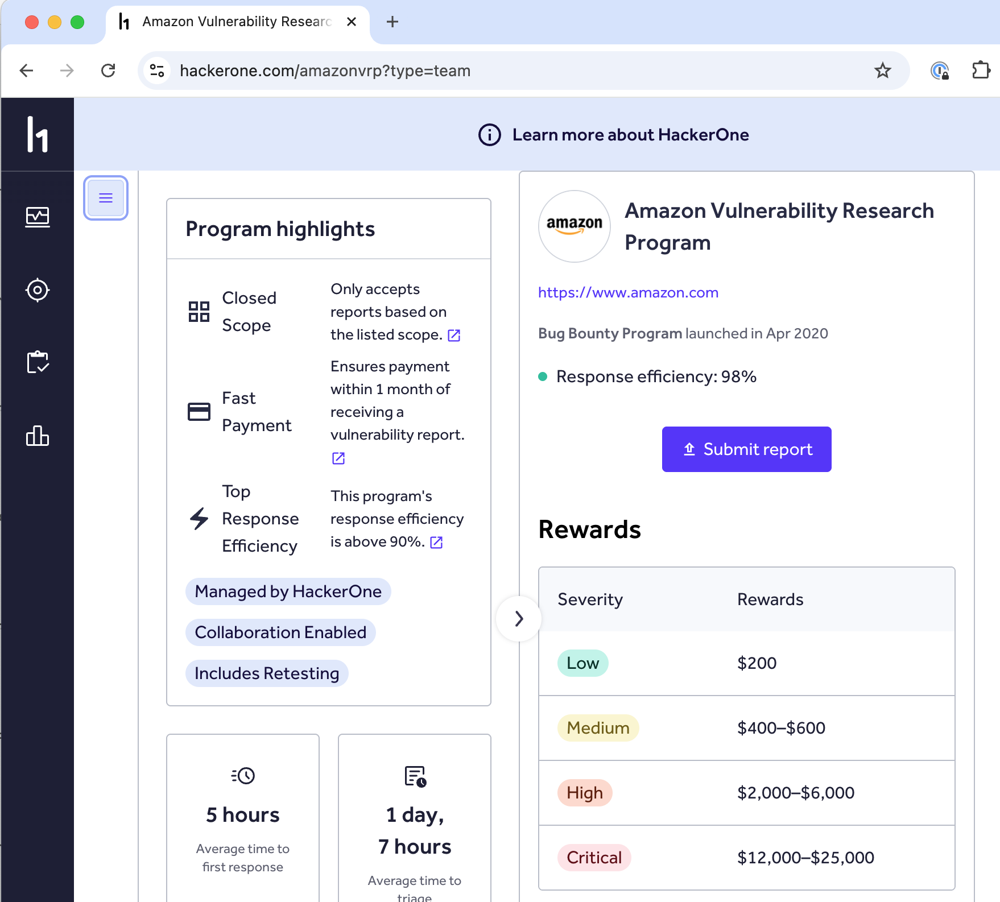 Amazon Vulnerability Researc
hackerone.com/amazonvrp?type=team
Learn more about HackerOne
Program highlights
Closed
Scope
Only accepts
reports based on
the listed scope.
Fast
Payment
Ensures payment
within 1 month of
receiving a
vulnerability report.
Top
Response
Efficiency
This program's
response efficiency
is above 90%.
Managed by HackerOne
Collaboration Enabled
Includes Retesting
5 hours
Average time to
first response
1 day,
7 hours
Average time to
triage
amazon
Amazon Vulnerability Research
Program
https://www.amazon.com
Bug Bounty Program launched in Apr 2020
Response efficiency: 98%
Submit report
Rewards
Severity Rewards
Low $200
Medium $400–$600
High $2,000–$6,000
Critical $12,000–$25,000